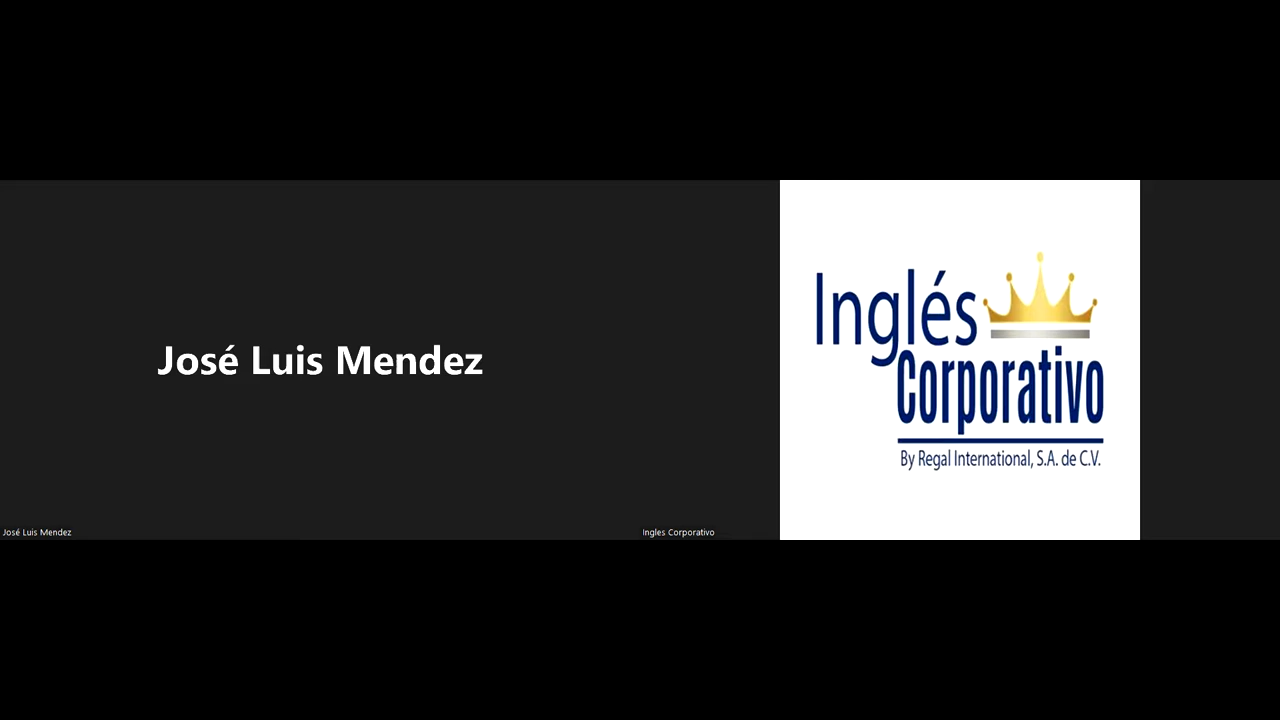 José Luis Mendez
José Luis Mendez
Inglés
Corporativo
By Regal International, S.A. de C.V.
Ingles Corporativo